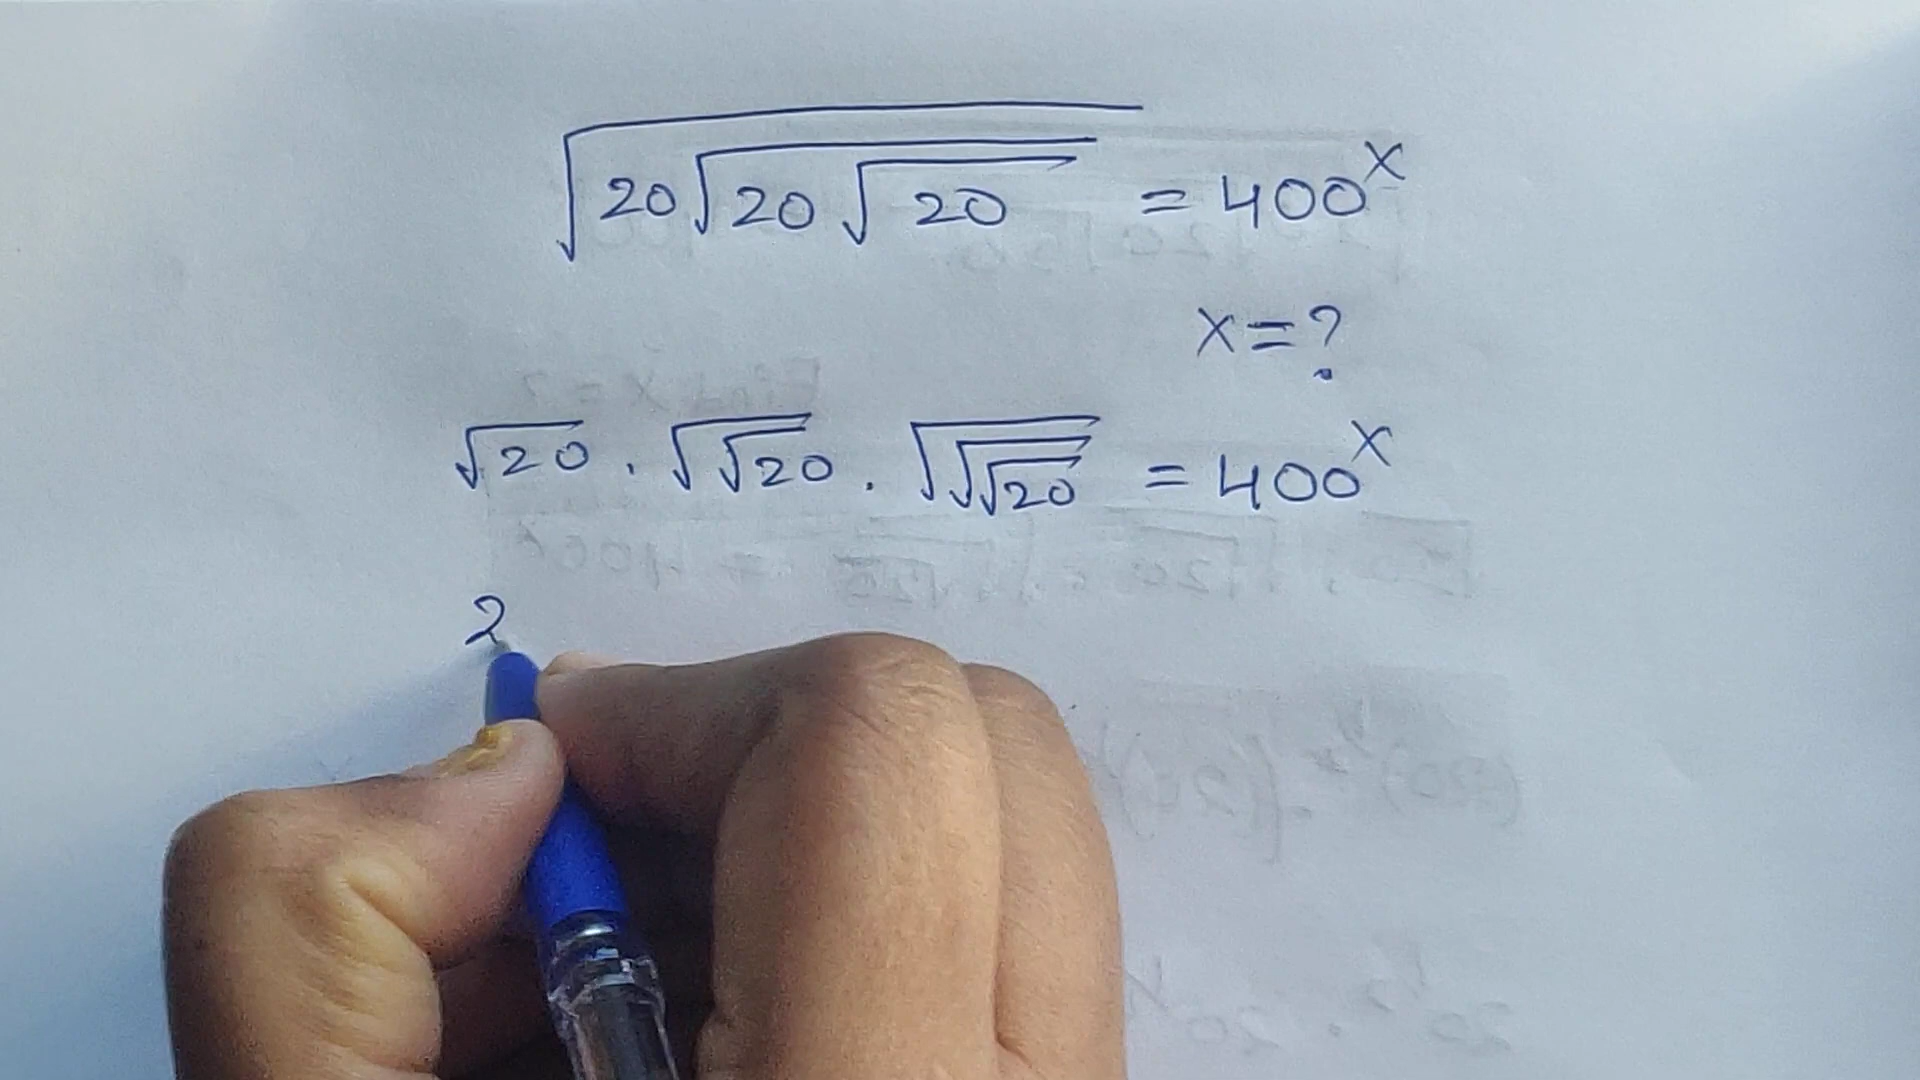 √20√20√20 = 400^x
x = ?
√20 . √√20 . √√√20 = 400^x
2